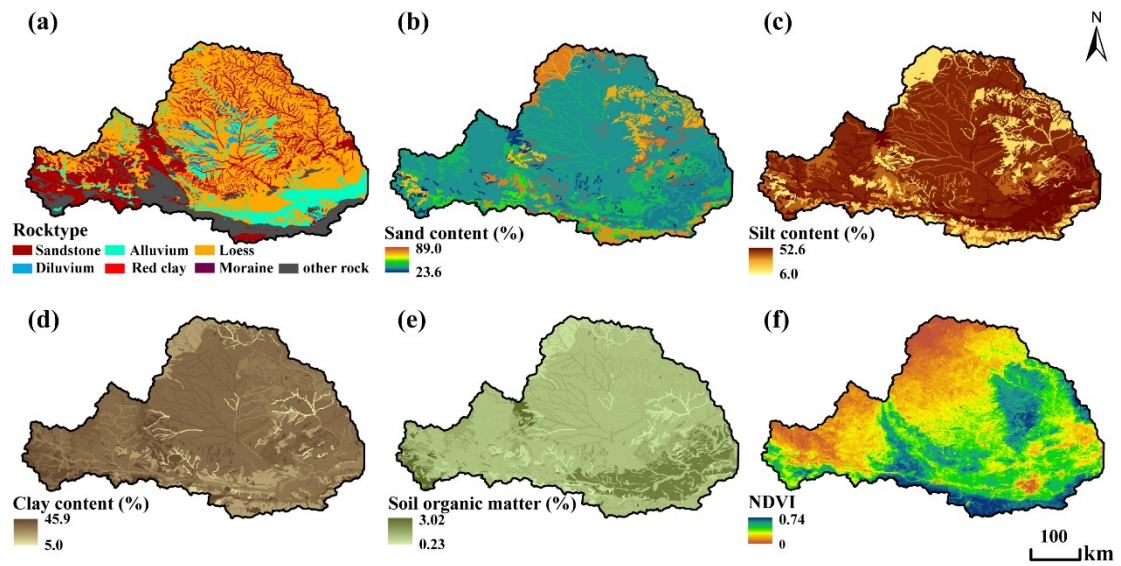 (a)
(b)
(c)
N
Rocktype
Sandstone Alluvium Loess
Diluvium Red clay Moraine other rock
Sand content (%)
89.0
23.6
Silt content (%)
52.6
6.0
(d)
(e)
(f)
Clay content (%)
45.9
5.0
Soil organic matter (%)
3.02
0.23
NDVI
0.74
0
100
km